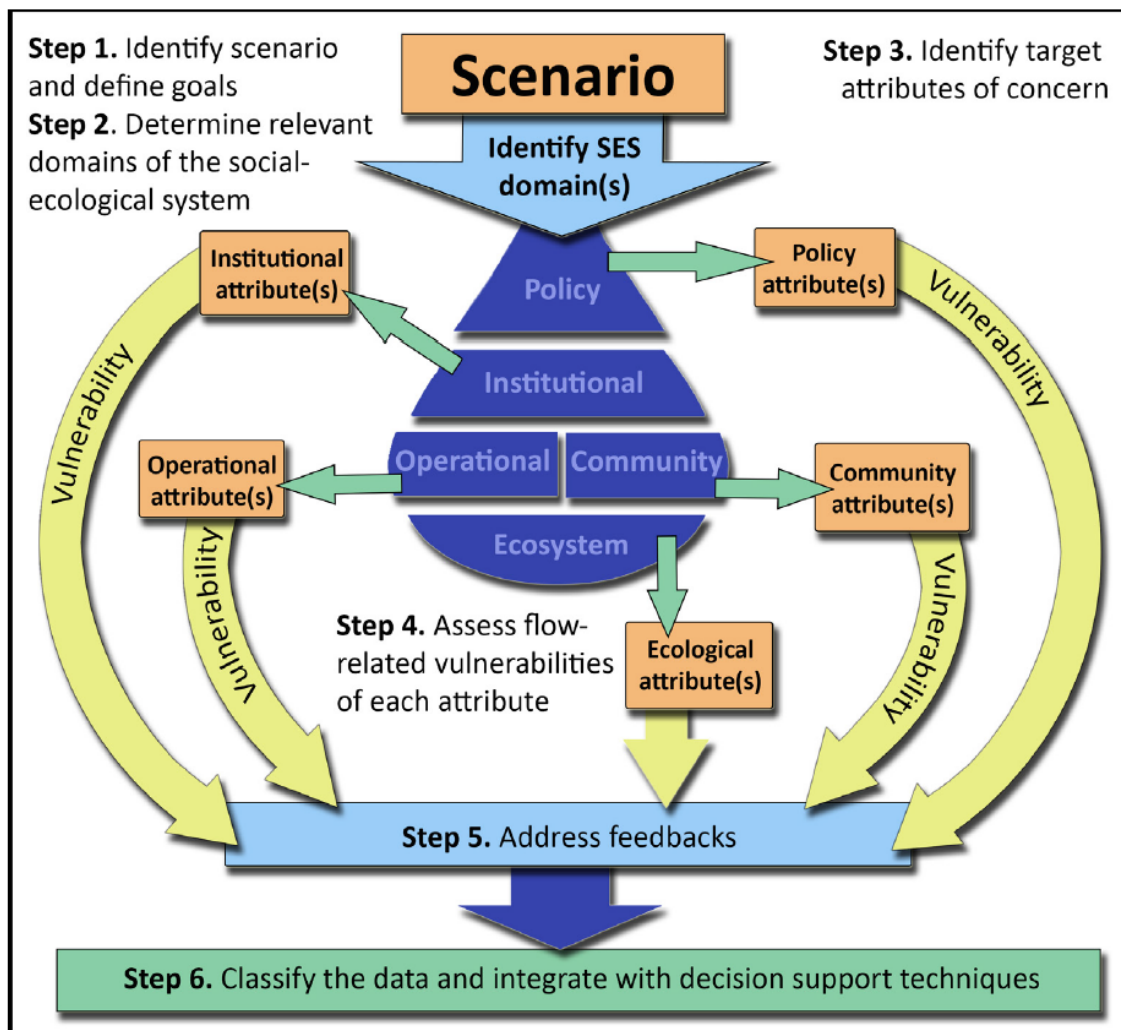 Step 1. Identify scenario
and define goals
Step 2. Determine relevant
domains of the social-
ecological system
Scenario
Identify SES
domain(s)
Step 3. Identify target
attributes of concern
Institutional
attribute(s)
Policy
Policy
attribute(s)
Vulnerability
Vulnerability
Institutional
Operational
attribute(s)
Operational
Community
Community
attribute(s)
Ecosystem
Vulnerability
Vulnerability
Step 4. Assess flow-
related vulnerabilities
of each attribute
Ecological
attribute(s)
Step 5. Address feedbacks
Step 6. Classify the data and integrate with decision support techniques